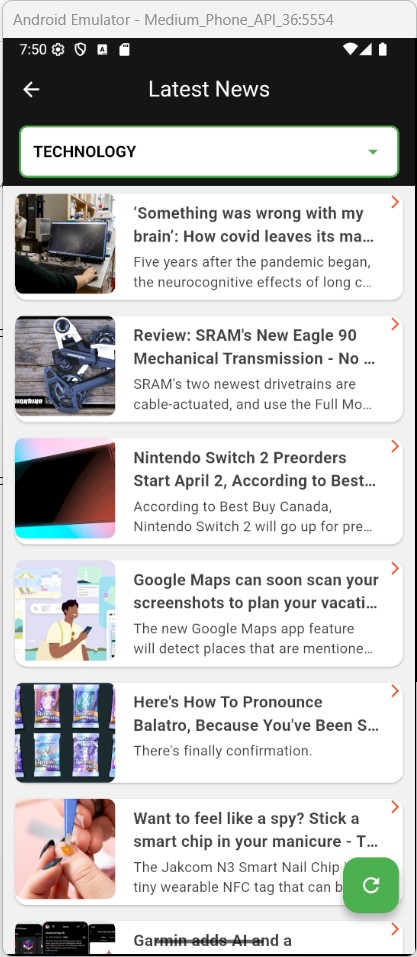 Android Emulator - Medium_Phone_API_36:5554
7:50
Latest News
TECHNOLOGY
‘Something was wrong with my
brain’: How covid leaves its ma…
Five years after the pandemic began,
the neurocognitive effects of long c…
Review: SRAM's New Eagle 90
Mechanical Transmission - No …
SRAM's two newest drivetrains are
cable-actuated, and use the Full Mo…
Nintendo Switch 2 Preorders
Start April 2, According to Best…
According to Best Buy Canada,
Nintendo Switch 2 will go up for pre…
Google Maps can soon scan your
screenshots to plan your vacati…
The new Google Maps app feature
will detect places that are mentione…
Here's How To Pronounce
Balatro, Because You've Been S…
There's finally confirmation.
Want to feel like a spy? Stick a
smart chip in your manicure - T…
The Jakcom N3 Smart Nail Chip
tiny wearable NFC tag that can b
Garmin adds AI and a